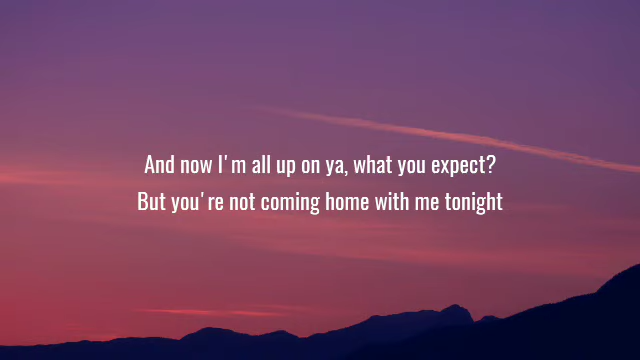 And now I'm all up on ya, what you expect?
But you're not coming home with me tonight